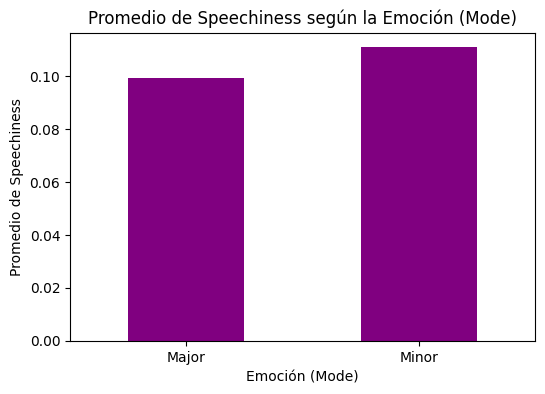 Promedio de Speechiness según la Emoción (Mode)
Promedio de Speechiness
0.10
0.08
0.06
0.04
0.02
0.00
Major
Minor
Emoción (Mode)